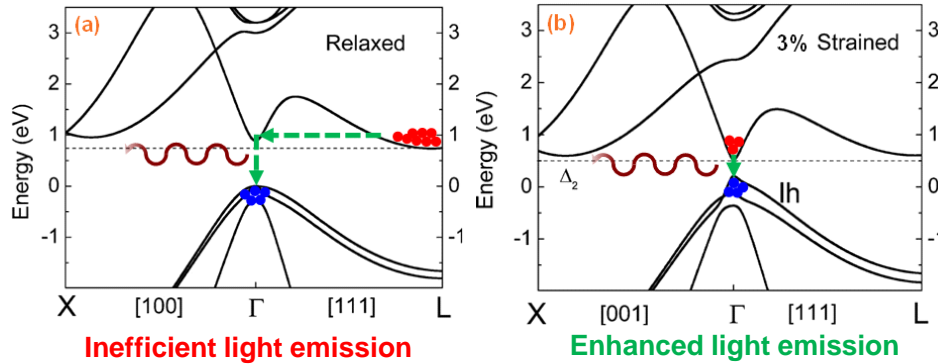 (a)
Relaxed
3
3
2
2
1
1
0
0
-1
-1
Energy (eV)
X
[100]
Γ
[111]
L
Inefficient light emission
(b)
3% Strained
3
3
2
2
1
1
Δ2
0
0
lh
-1
-1
Energy (eV)
X
[001]
Γ
[111]
L
Enhanced light emission